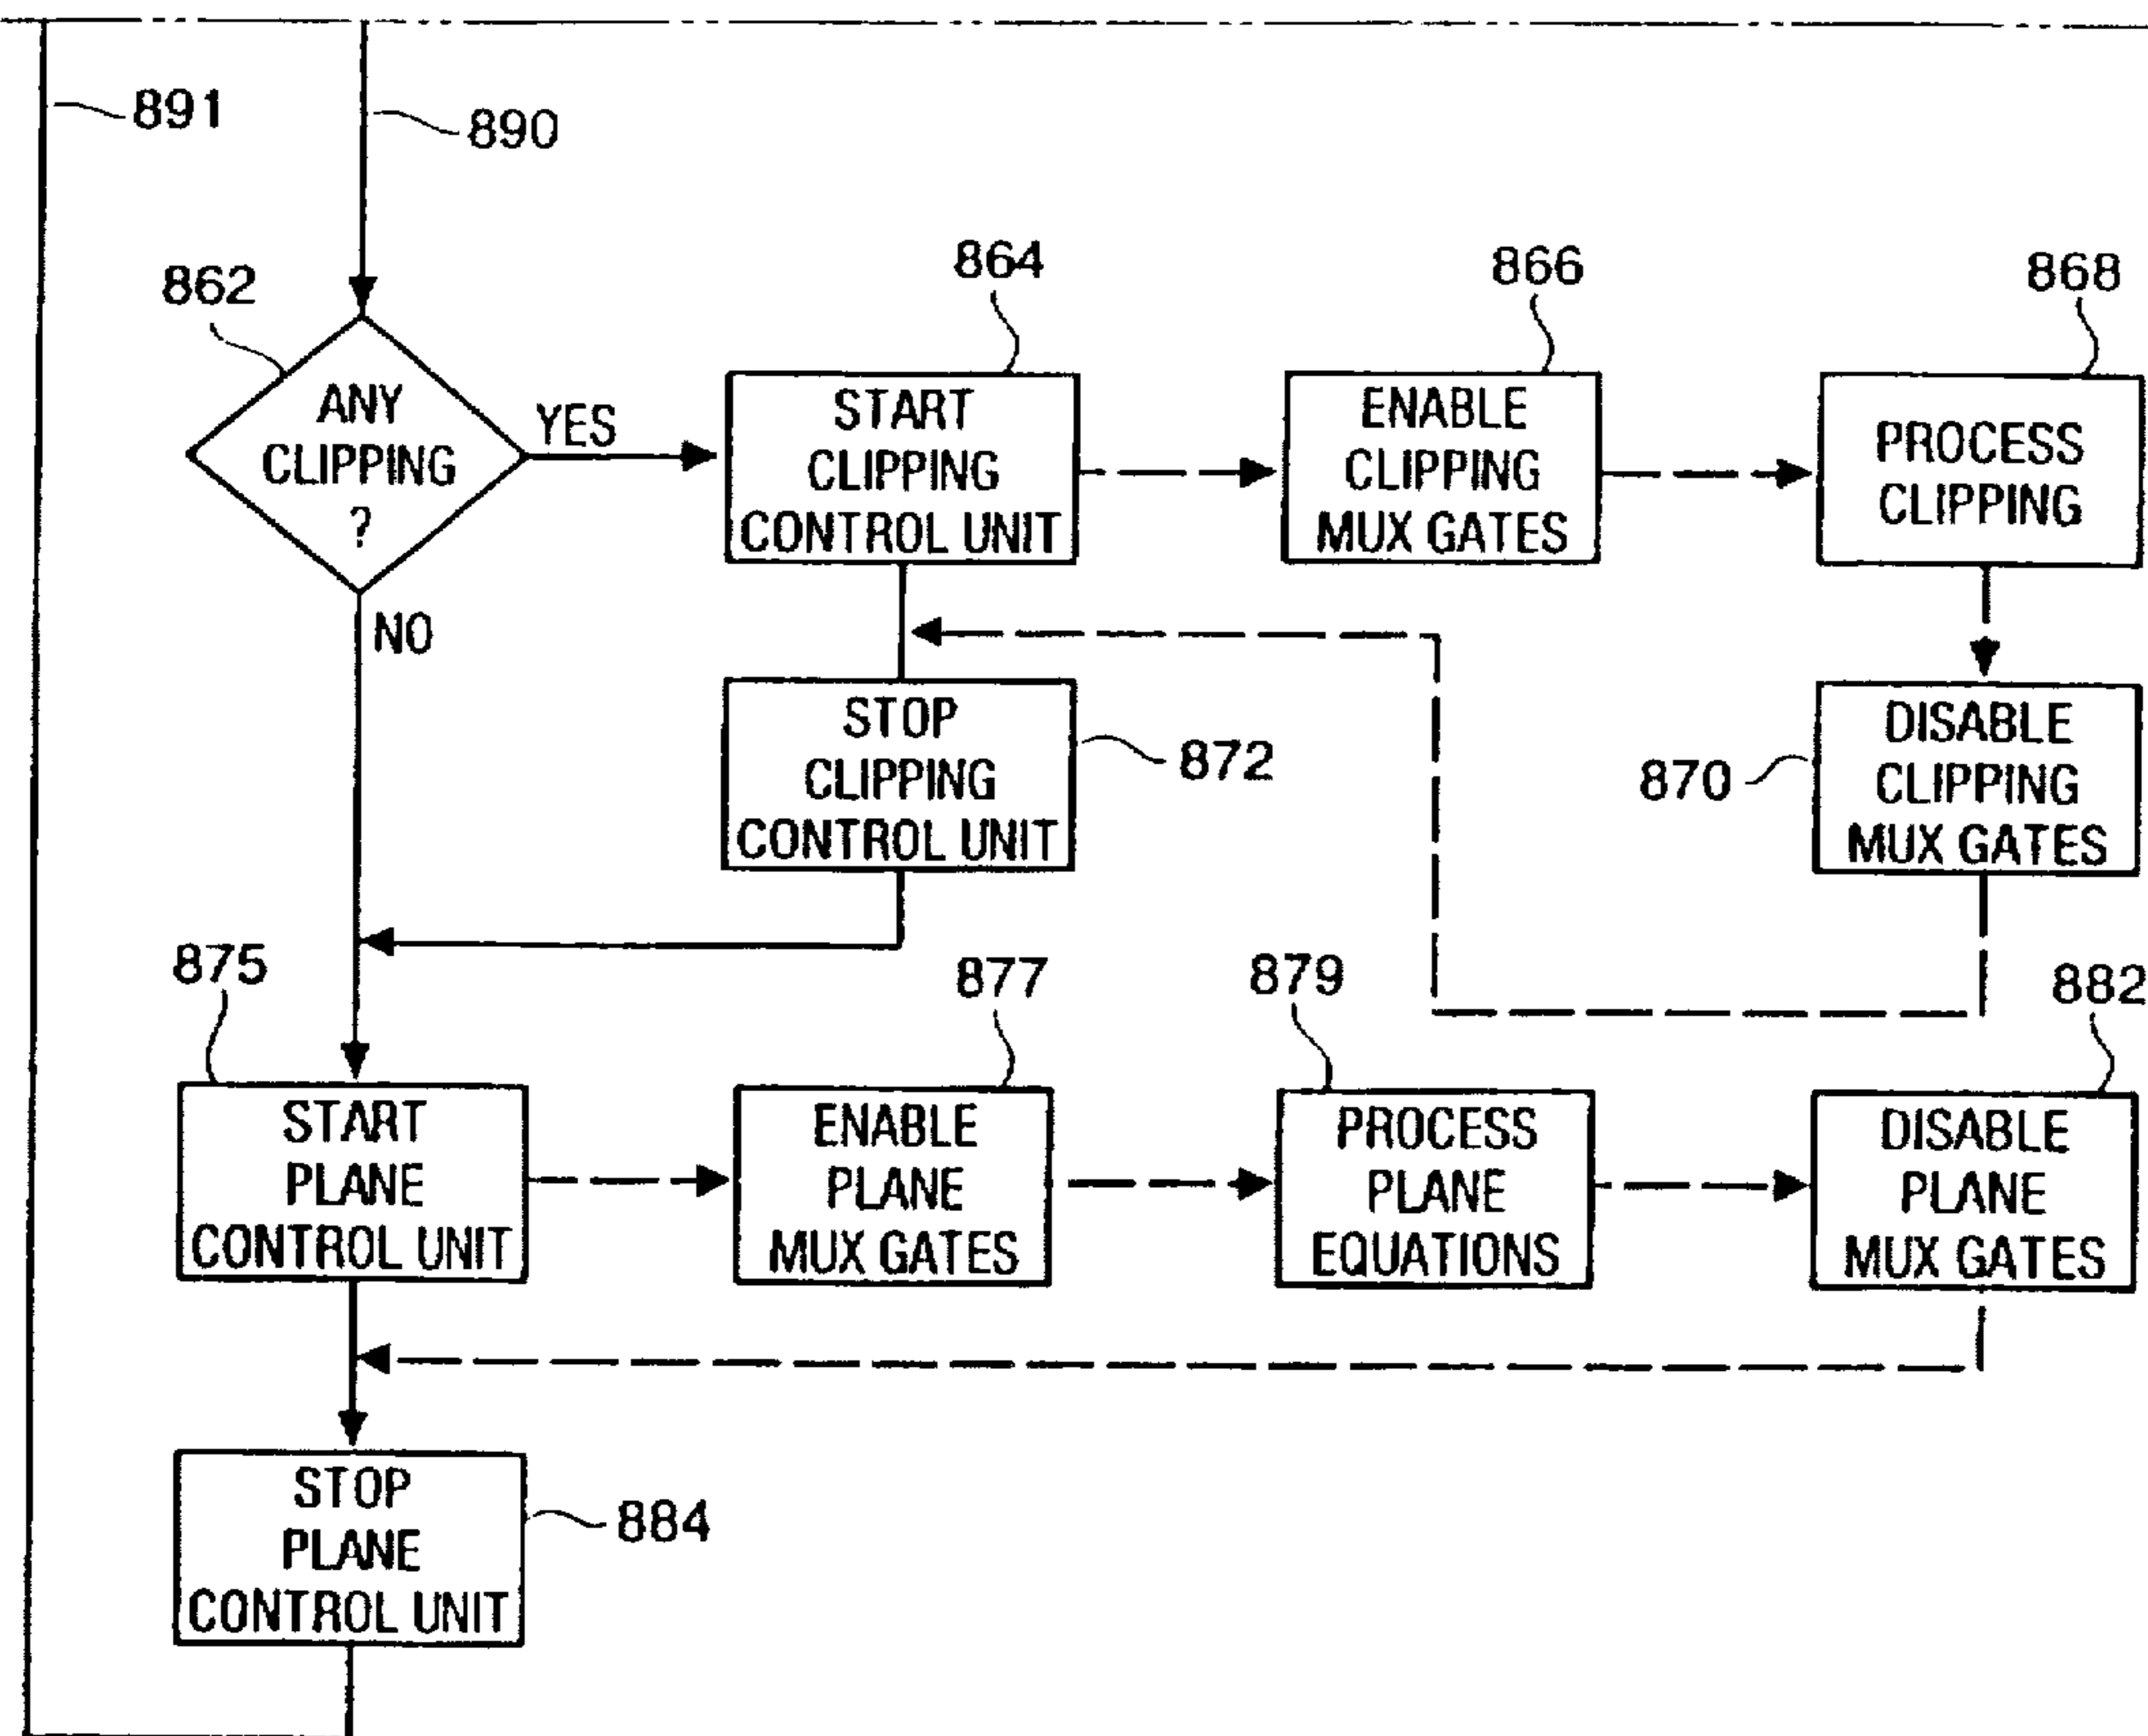 891
890
862
864
866
868
ANY
CLIPPING
?
YES
NO
START
CLIPPING
CONTROL UNIT
ENABLE
CLIPPING
MUX GATES
PROCESS
CLIPPING
STOP
CLIPPING
CONTROL UNIT
872
870
DISABLE
CLIPPING
MUX GATES
875
877
879
882
START
PLANE
CONTROL UNIT
ENABLE
PLANE
MUX GATES
PROCESS
PLANE
EQUATIONS
DISABLE
PLANE
MUX GATES
STOP
PLANE
CONTROL UNIT
884